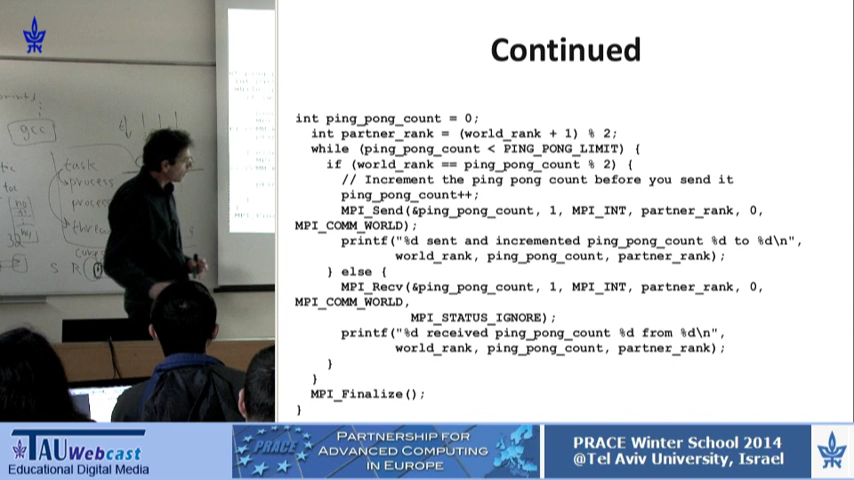 Continued
int ping_pong_count = 0;
int partner_rank = (world_rank + 1) % 2;
while (ping_pong_count < PING_PONG_LIMIT) {
if (world_rank == ping_pong_count % 2) {
// Increment the ping pong count before you send it
ping_pong_count++;
MPI_Send(&ping_pong_count, 1, MPI_INT, partner_rank, 0,
MPI_COMM_WORLD);
printf("%d sent and incremented ping_pong_count %d to %d\n",
world_rank, ping_pong_count, partner_rank);
} else {
MPI_Recv(&ping_pong_count, 1, MPI_INT, partner_rank, 0,
MPI_COMM_WORLD,
MPI_STATUS_IGNORE);
printf("%d received ping_pong_count %d from %d\n",
world_rank, ping_pong_count, partner_rank);
}
}
MPI_Finalize();
}
gcc
task
process
process
S R
TAU Webcast
Educational Digital Media
PRACE
PARTNERSHIP FOR
ADVANCED COMPUTING
IN EUROPE
PRACE Winter School 2014
@Tel Aviv University, Israel